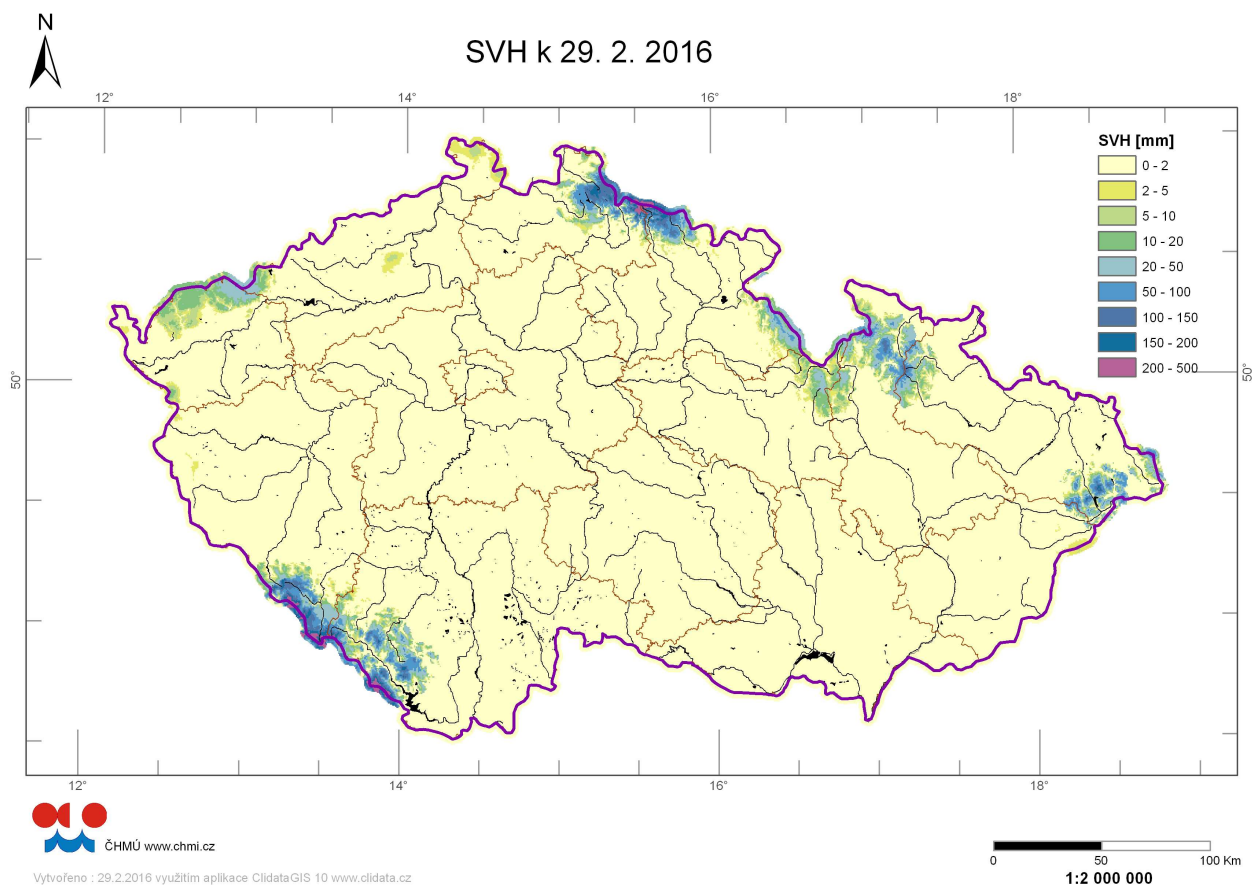 N
SVH k 29. 2. 2016
12° 14° 16° 18°
SVH [mm]
0 - 2
2 - 5
5 - 10
10 - 20
20 - 50
50 - 100
100 - 150
150 - 200
200 - 500
50° 50°
12° 14° 16° 18°
ČHMÚ www.chmi.cz
0 50 100 Km
1:2 000 000
Vytvořeno : 29.2.2016 využitím aplikace ClidataGIS 10 www.clidata.cz